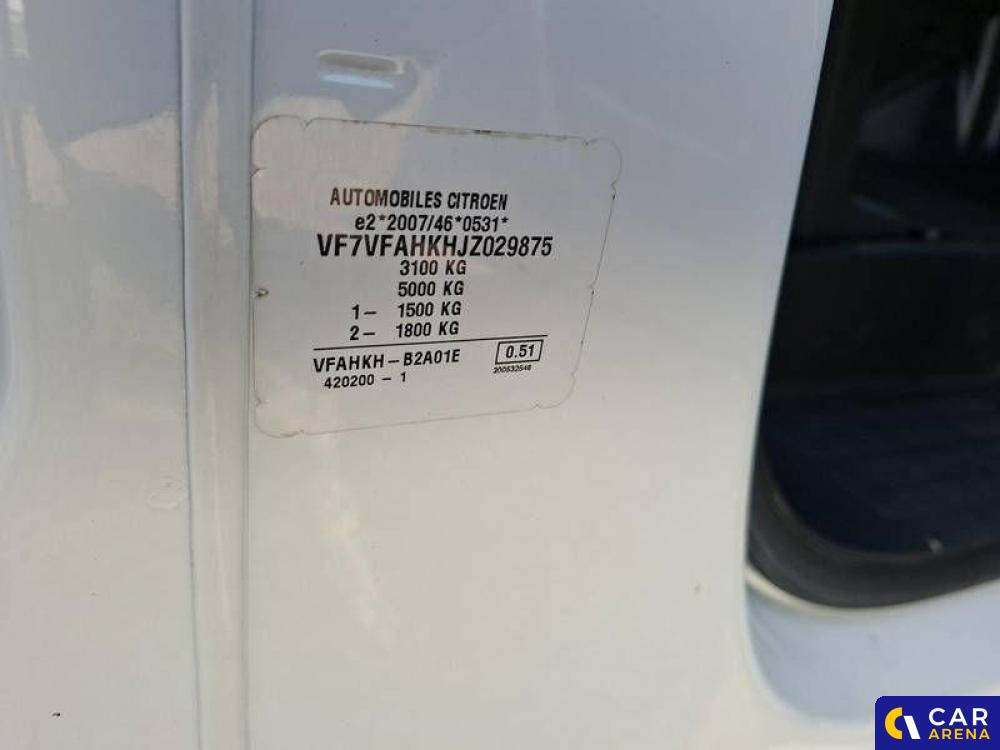 AUTOMOBILES CITROEN
e2*2007/46*0531*
VF7VFAHKHJZ029875
3100 KG
5000 KG
1- 1500 KG
2- 1800 KG
VFAHKH-B2A01E 0.51
420200 - 1
CAR
ARENA